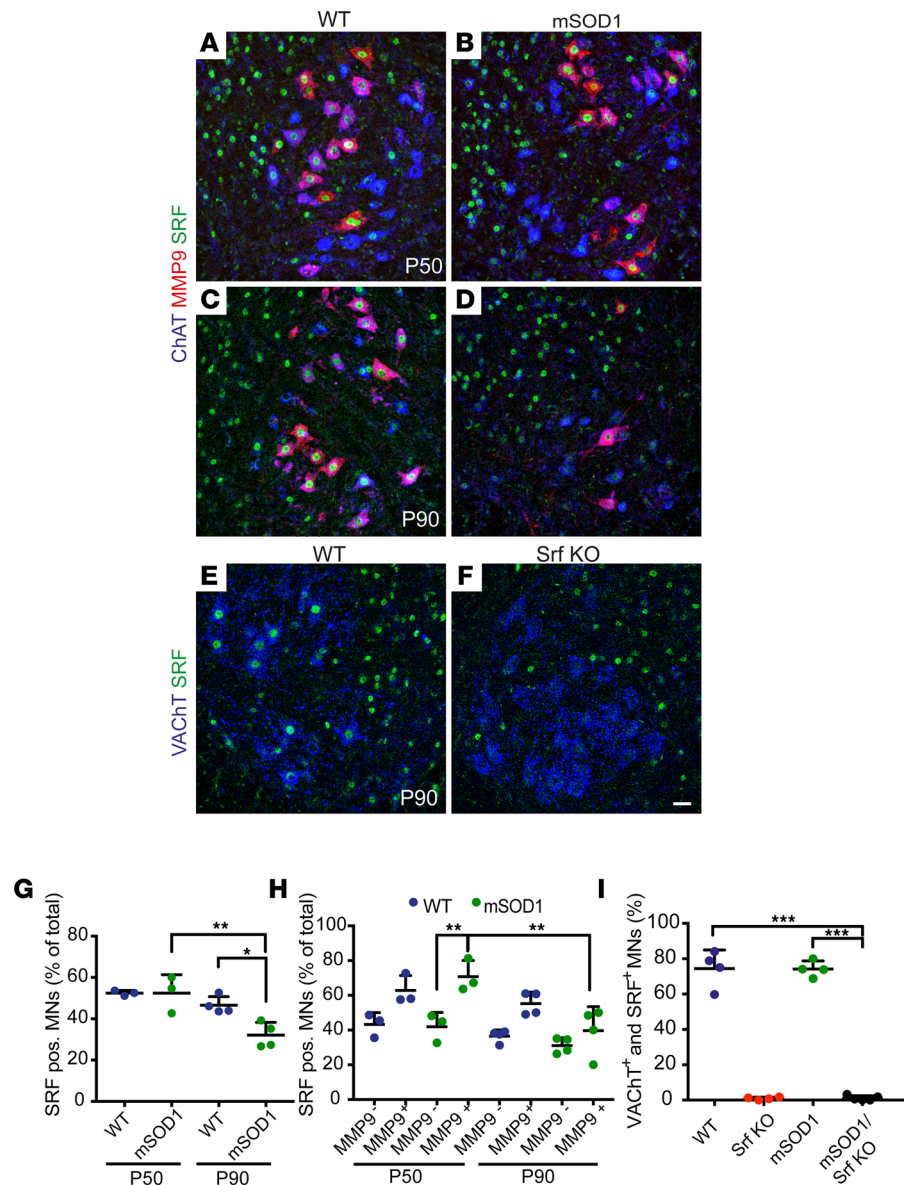 WT mSOD1
A B
ChAT MMP9 SRF
P50
C D
P90
WT Srf KO
E F
VAChT SRF
P90
G H I
WT mSOD1
SRF pos. MNs (% of total)
80
60
40
20
0
**
*
WT mSOD1 WT mSOD1
P50 P90
SRF pos. MNs (% of total)
100
80
60
40
20
0
** **
MMP9- MMP9+ MMP9- MMP9+ MMP9- MMP9+ MMP9- MMP9+
P50 P90
VAChT+ and SRF+ MNs (%)
100
80
60
40
20
0
***
***
WT Srf KO mSOD1 mSOD1/
Srf KO